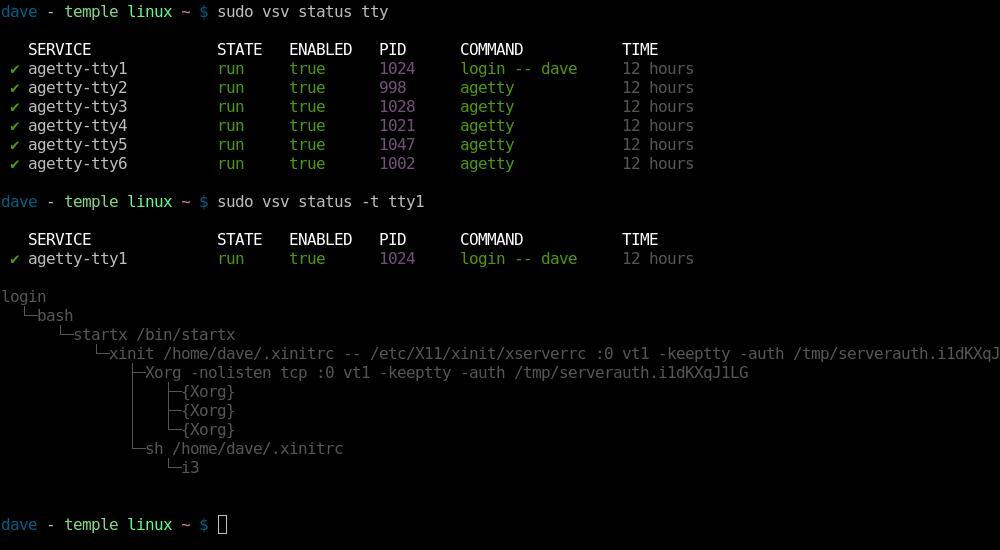 dave - temple linux ~ $ sudo vsv status tty
SERVICE STATE ENABLED PID COMMAND TIME
✔ agetty-tty1 run true 1024 login -- dave 12 hours
✔ agetty-tty2 run true 998 agetty 12 hours
✔ agetty-tty3 run true 1028 agetty 12 hours
✔ agetty-tty4 run true 1021 agetty 12 hours
✔ agetty-tty5 run true 1047 agetty 12 hours
✔ agetty-tty6 run true 1002 agetty 12 hours
dave - temple linux ~ $ sudo vsv status -t tty1
SERVICE STATE ENABLED PID COMMAND TIME
✔ agetty-tty1 run true 1024 login -- dave 12 hours
login
└─bash
└─startx /bin/startx
└─xinit /home/dave/.xinitrc -- /etc/X11/xinit/xserverrc :0 vt1 -keeptty -auth /tmp/serverauth.i1dKXqJ
├─Xorg -nolisten tcp :0 vt1 -keeptty -auth /tmp/serverauth.i1dKXqJ1LG
│ ├─{Xorg}
│ ├─{Xorg}
│ └─{Xorg}
└─sh /home/dave/.xinitrc
└─i3
dave - temple linux ~ $